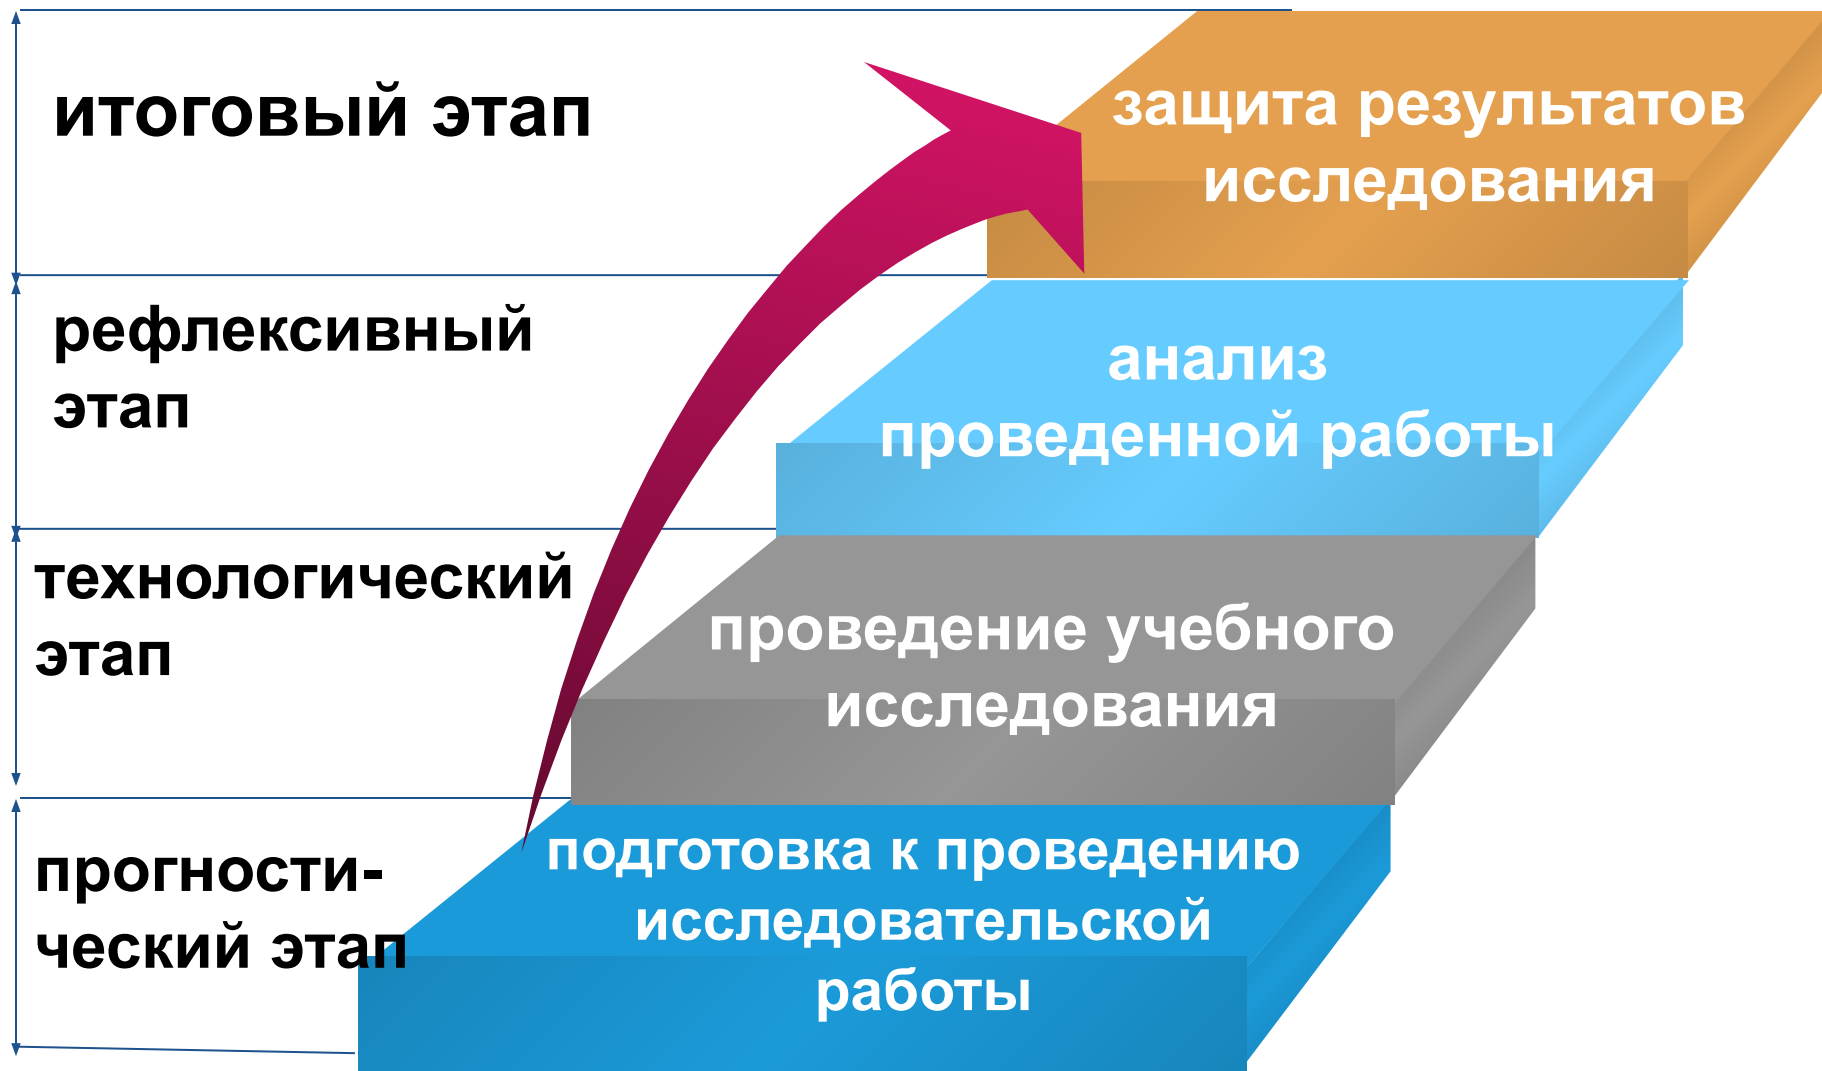 итоговый этап
защита результатов
исследования
рефлексивный
этап
анализ
проведенной работы
технологический
этап
проведение учебного
исследования
прогности-
ческий этап
подготовка к проведению
исследовательской
работы